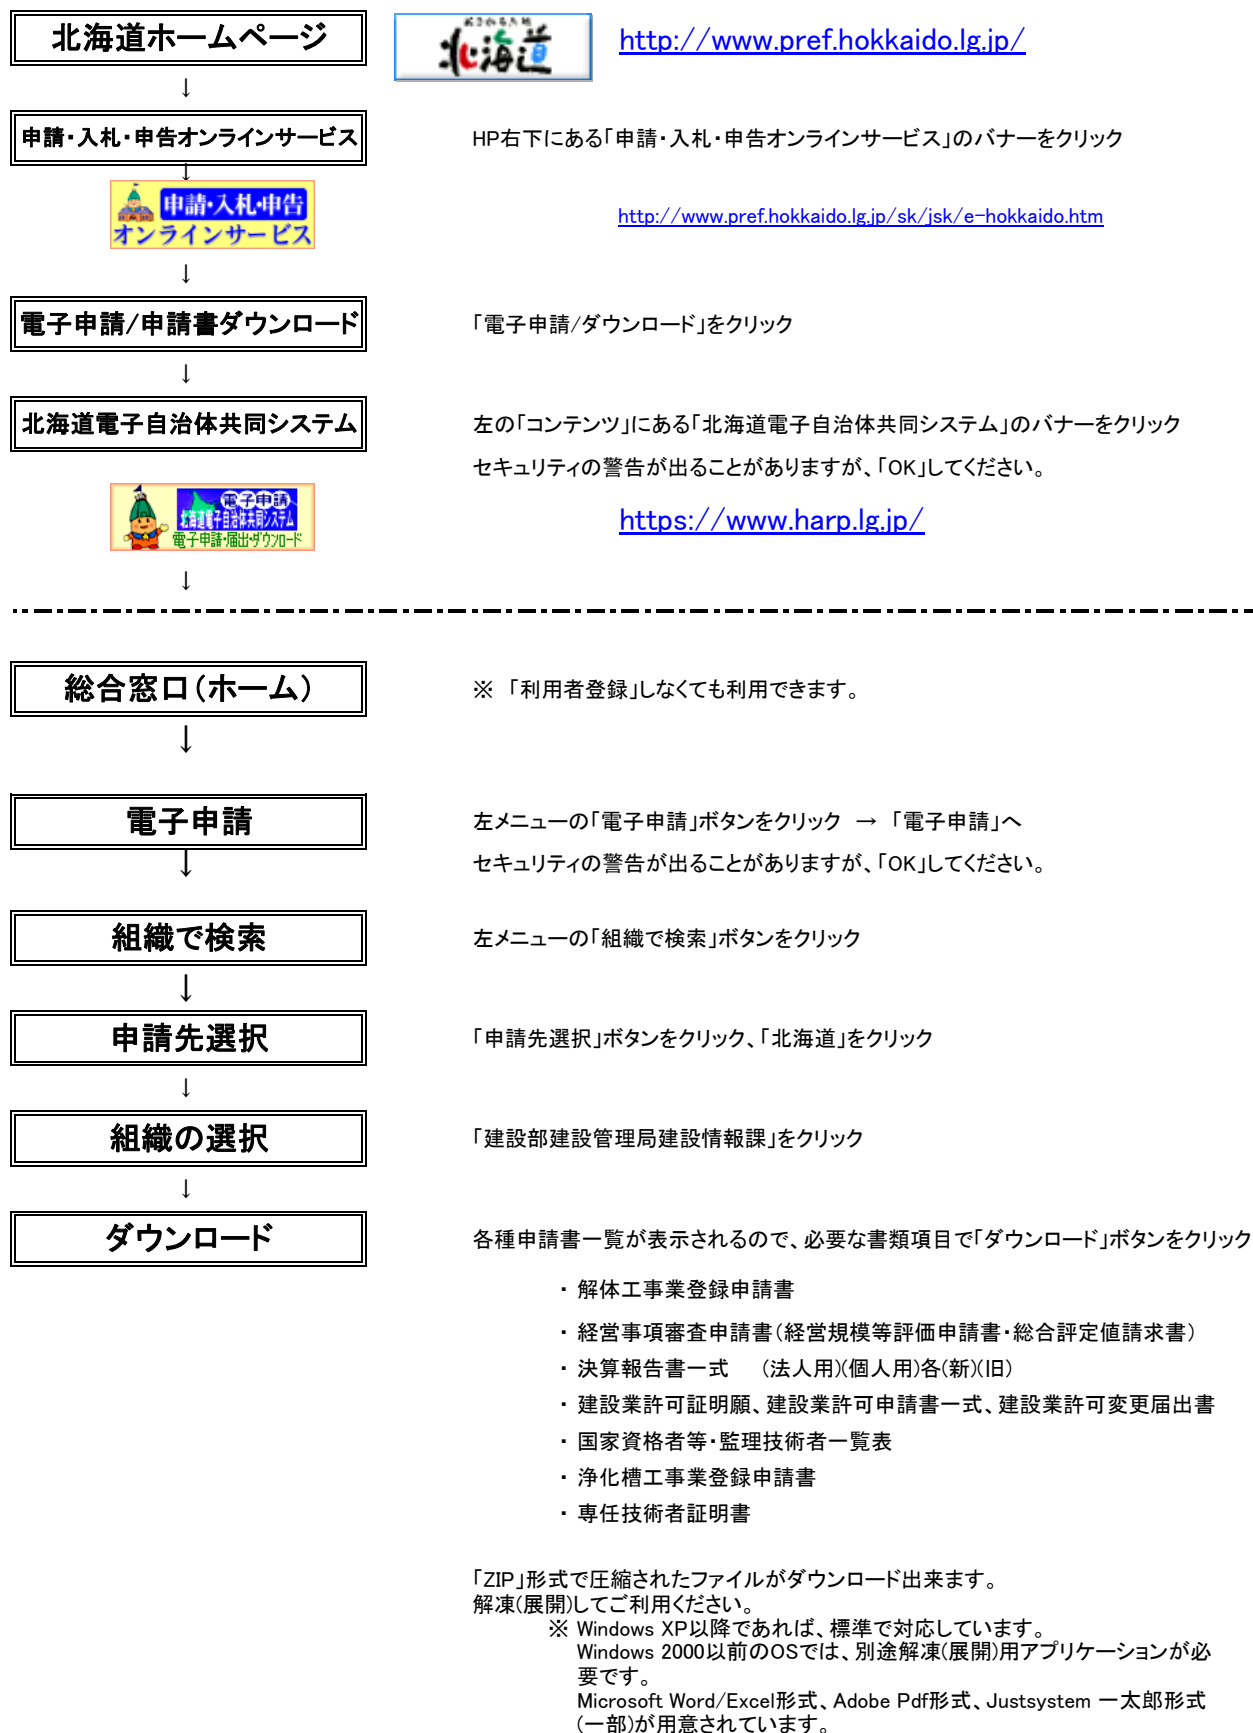 北海道ホームページ
北海道
http://www.pref.hokkaido.lg.jp/
↓
申請・入札・申告オンラインサービス
HP右下にある「申請・入札・申告オンラインサービス」のバナーをクリック
↓
申請・入札・申告
オンラインサービス
http://www.pref.hokkaido.lg.jp/sk/jsk/e-hokkaido.htm
↓
電子申請/申請書ダウンロード
「電子申請/ダウンロード」をクリック
↓
北海道電子自治体共同システム
左の「コンテンツ」にある「北海道電子自治体共同システム」のバナーをクリック
セキュリティの警告が出ることがありますが、「OK」してください。
電子申請
北海道電子自治体共同システム
電子申請・届出・ダウンロード
https://www.harp.lg.jp/
↓
総合窓口(ホーム)
※ 「利用者登録」しなくても利用できます。
↓
電子申請
左メニューの「電子申請」ボタンをクリック → 「電子申請」へ
↓
セキュリティの警告が出ることがありますが、「OK」してください。
組織で検索
左メニューの「組織で検索」ボタンをクリック
↓
申請先選択
「申請先選択」ボタンをクリック、「北海道」をクリック
↓
組織の選択
「建設部建設管理局建設情報課」をクリック
↓
ダウンロード
各種申請書一覧が表示されるので、必要な書類項目で「ダウンロード」ボタンをクリック
・ 解体工事業登録申請書
・ 経営事項審査申請書(経営規模等評価申請書・総合評定値請求書)
・ 決算報告書一式　(法人用)(個人用)各(新)(旧)
・ 建設業許可証明願、建設業許可申請書一式、建設業許可変更届出書
・ 国家資格者等・監理技術者一覧表
・ 浄化槽工事業登録申請書
・ 専任技術者証明書
「ZIP」形式で圧縮されたファイルがダウンロード出来ます。
解凍(展開)してご利用ください。
※ Windows XP以降であれば、標準で対応しています。
Windows 2000以前のOSでは、別途解凍(展開)用アプリケーションが必
要です。
Microsoft Word/Excel形式、Adobe Pdf形式、Justsystem 一太郎形式
(一部)が用意されています。